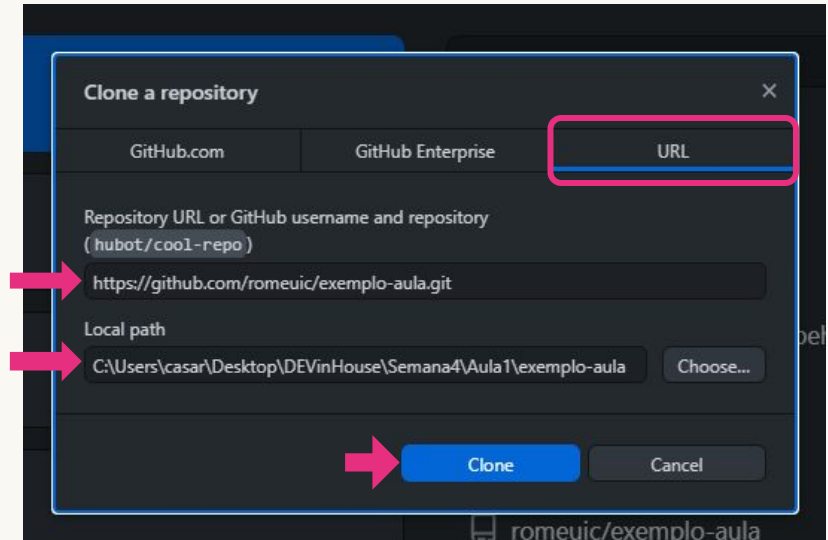 Clone a repository
GitHub.com
GitHub Enterprise
URL
Repository URL or GitHub username and repository
(hubot/cool-repo)
https://github.com/romeuic/exemplo-aula.git
Local path
C:\Users\casar\Desktop\DEVinHouse\Semana4\Aula1\exemplo-aula
Choose...
Clone
Cancel
romeuic/exemplo-aula